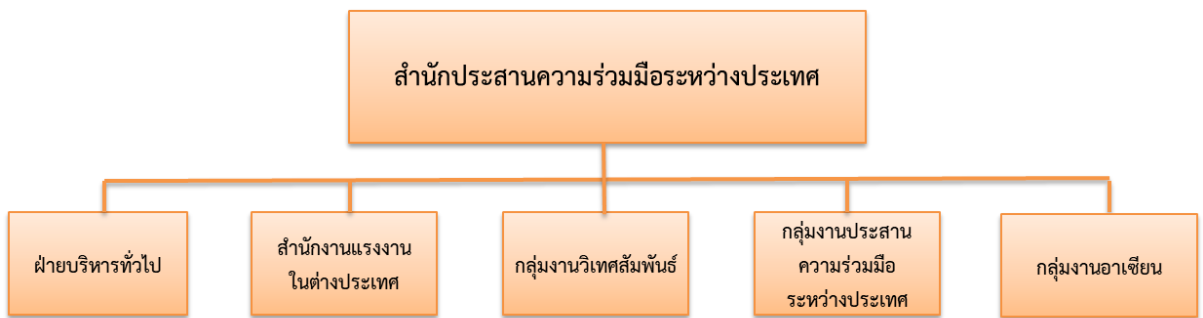 สำนักประสานความร่วมมือระหว่างประเทศ
ฝ่ายบริหารทั่วไป
สำนักงานแรงงาน
ในต่างประเทศ
กลุ่มงานวิเทศสัมพันธ์
กลุ่มงานประสาน
ความร่วมมือ
ระหว่างประเทศ
กลุ่มงานอาเซียน